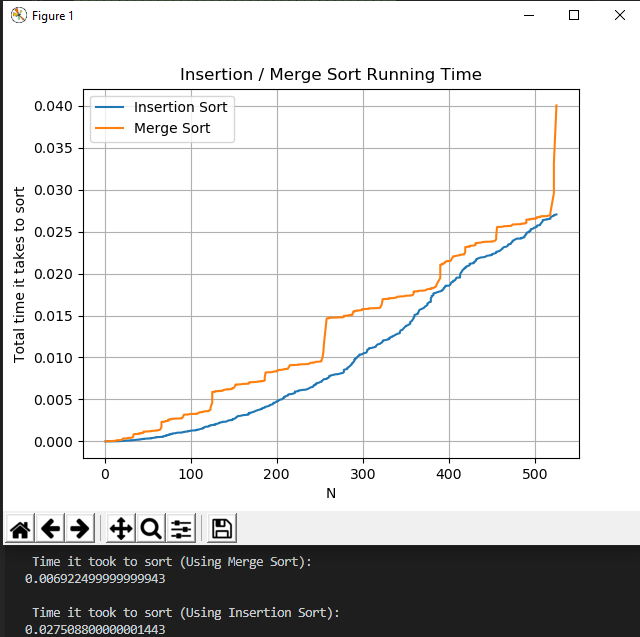 Figure 1
Insertion / Merge Sort Running Time
Insertion Sort
Merge Sort
Total time it takes to sort
0.040
0.035
0.030
0.025
0.020
0.015
0.010
0.005
0.000
0 100 200 300 400 500
N
Time it took to sort (Using Merge Sort):
0.006922499999999943
Time it took to sort (Using Insertion Sort):
0.027508800000001443